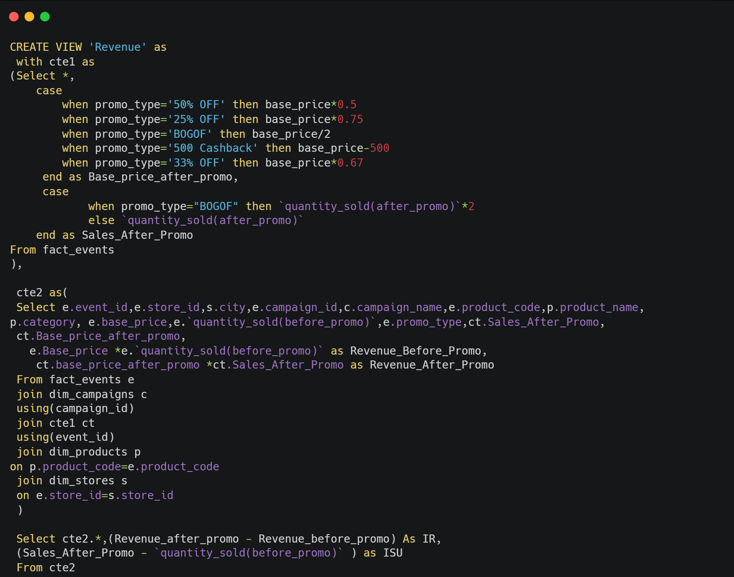 CREATE VIEW 'Revenue' as
with cte1 as
(Select *,
case
when promo_type='50% OFF' then base_price*0.5
when promo_type='25% OFF' then base_price*0.75
when promo_type='BOGOF' then base_price/2
when promo_type='500 Cashback' then base_price-500
when promo_type='33% OFF' then base_price*0.67
end as Base_price_after_promo,
case
when promo_type="BOGOF" then `quantity_sold(after_promo)`*2
else `quantity_sold(after_promo)`
end as Sales_After_Promo
From fact_events
),
cte2 as(
Select e.event_id,e.store_id,s.city,e.campaign_id,c.campaign_name,e.product_code,p.product_name,
p.category, e.base_price,e.`quantity_sold(before_promo)`,e.promo_type,ct.Sales_After_Promo,
ct.Base_price_after_promo,
e.Base_price *e.`quantity_sold(before_promo)` as Revenue_Before_Promo,
ct.base_price_after_promo *ct.Sales_After_Promo as Revenue_After_Promo
From fact_events e
join dim_campaigns c
using(campaign_id)
join cte1 ct
using(event_id)
join dim_products p
on p.product_code=e.product_code
join dim_stores s
on e.store_id=s.store_id
)
Select cte2.*,(Revenue_after_promo - Revenue_before_promo) As IR,
(Sales_After_Promo - `quantity_sold(before_promo)` ) as ISU
From cte2